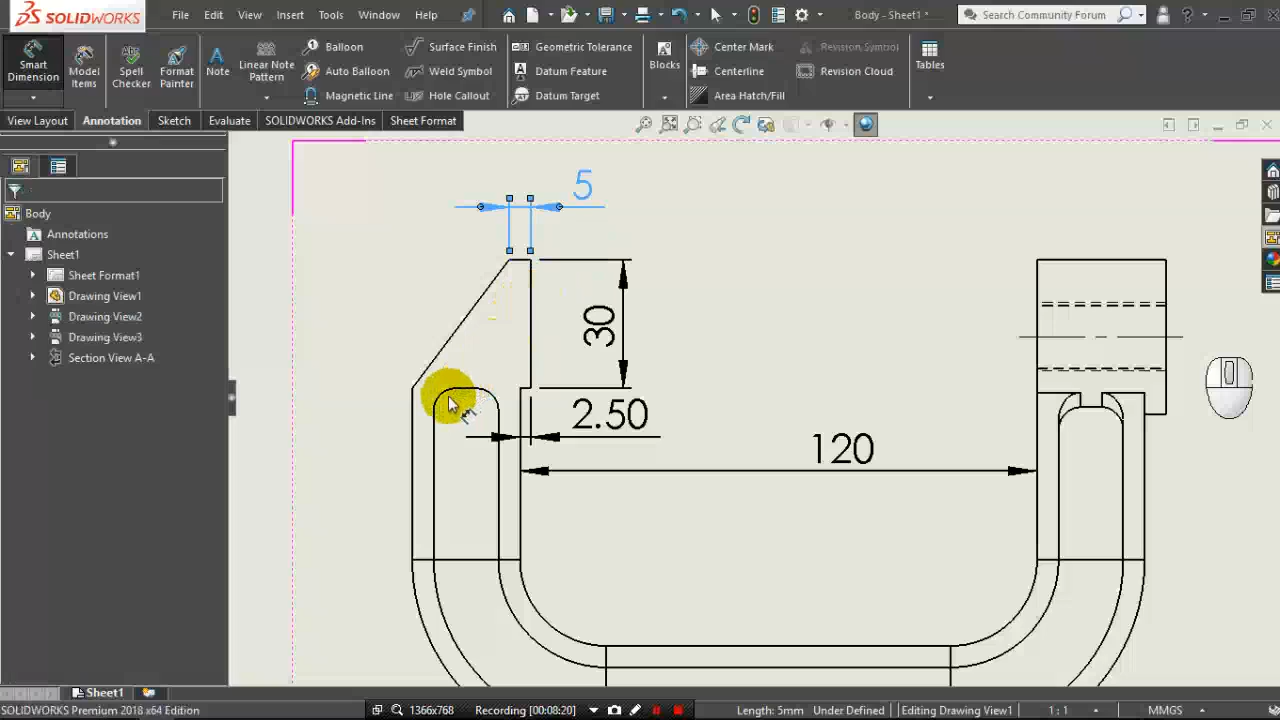 SOLIDWORKS
File Edit View Insert Tools Window Help
Body - Sheet1 *
Search Community Forum
Smart Dimension
Model Items
Spell Checker
Format Painter
Note
Linear Note Pattern
Balloon
Auto Balloon
Magnetic Line
Surface Finish
Weld Symbol
Hole Callout
Geometric Tolerance
Datum Feature
Datum Target
Blocks
Center Mark
Centerline
Area Hatch/Fill
Revision Symbol
Revision Cloud
Tables
View Layout Annotation Sketch Evaluate SOLIDWORKS Add-Ins Sheet Format
Body
Annotations
Sheet1
Sheet Format1
Drawing View1
Drawing View2
Drawing View3
Section View A-A
5
30
2.50
120
Sheet1
SOLIDWORKS Premium 2018 x64 Edition
1366x768
Recording [00:08:20]
Length: 5mm
Under Defined
Editing Drawing View1
1 : 1
MMGS